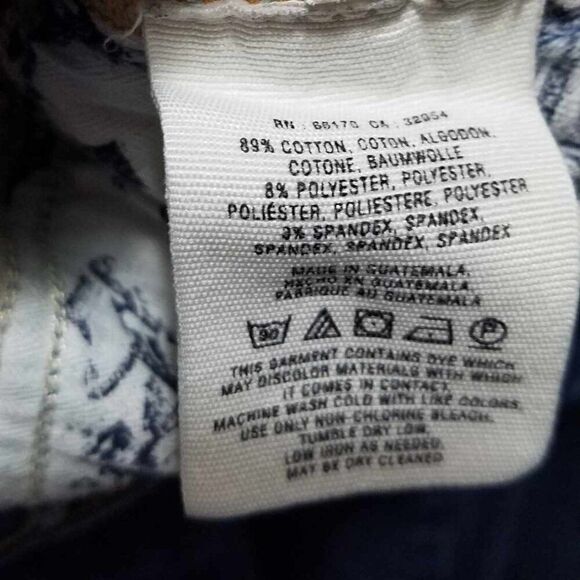 RN : 66170 CA : 32054
89% COTTON, COTON, ALGODON,
COTONE, BAUMWOLLE
8% POLYESTER, POLYESTER,
POLIÉSTER, POLIESTERE, POLYESTER
3% SPANDEX, SPANDEX,
SPANDEX, SPANDEX, SPANDEX
MADE IN GUATEMALA,
HECHO EN GUATEMALA,
FABRIQUE AU GUATEMALA
P
THIS GARMENT CONTAINS DYE WHICH
MAY DISCOLOR MATERIALS WITH WHICH
IT COMES IN CONTACT.
MACHINE WASH COLD WITH LIKE COLORS
USE ONLY NON-CHLORINE BLEACH.
TUMBLE DRY LOW.
LOW IRON AS NEEDED.
MAY BE DRY CLEANED